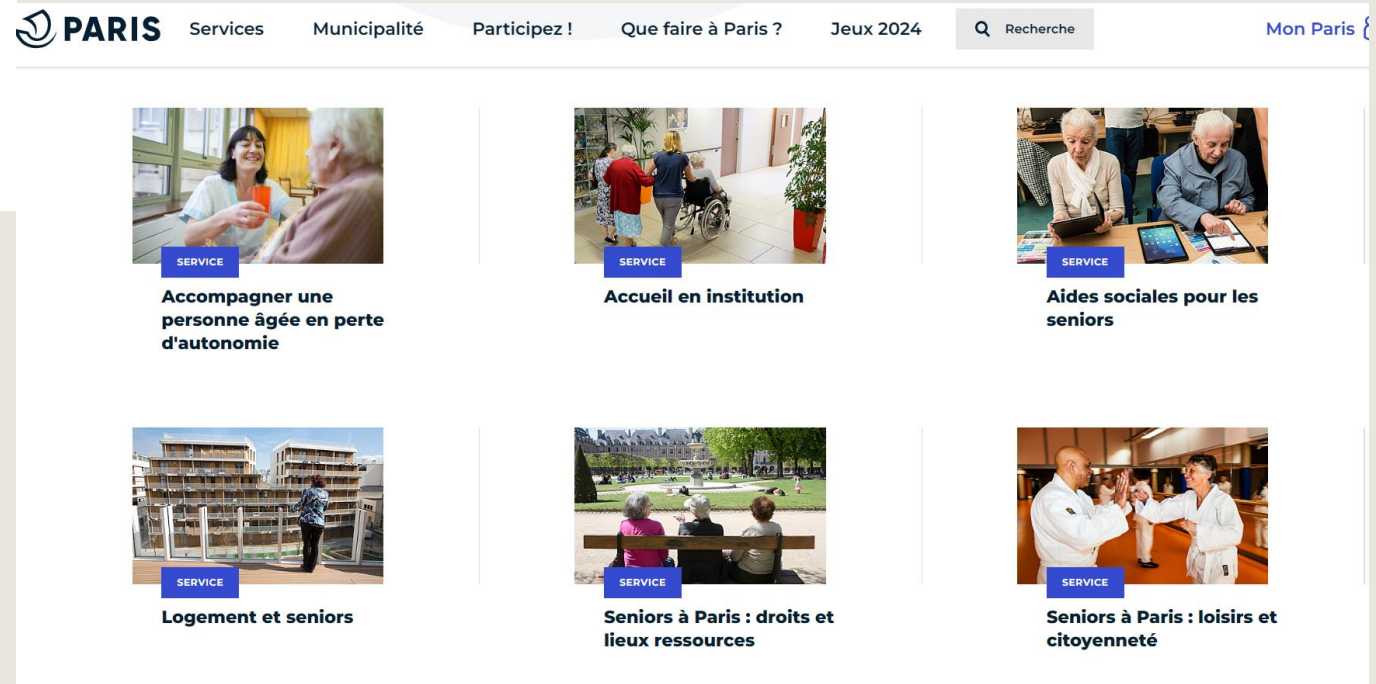 PARIS Services Municipalité Participez ! Que faire à Paris ? Jeux 2024 Recherche Mon Paris
SERVICE
Accompagner une
personne âgée en perte
d'autonomie
SERVICE
Accueil en institution
SERVICE
Aides sociales pour les
seniors
SERVICE
Logement et seniors
SERVICE
Seniors à Paris : droits et
lieux ressources
SERVICE
Seniors à Paris : loisirs et
citoyenneté